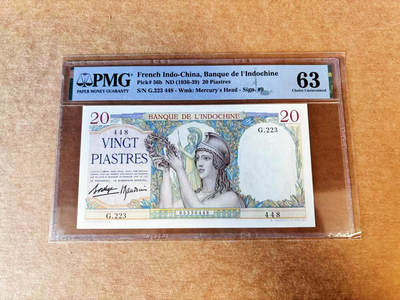 PMG
PAPER MONEY GUARANTY
French Indo-China, Banque de l'Indochine
Pick# 56b ND (1936-39) 20 Piastres
S/N G.223 448 - Wmk: Mercury's Head - Sign. #9
63
Choice Uncirculated
20
BANQUE DE L'INDOCHINE
20
448
G.223
VINGT
PIASTRES
G.223
448